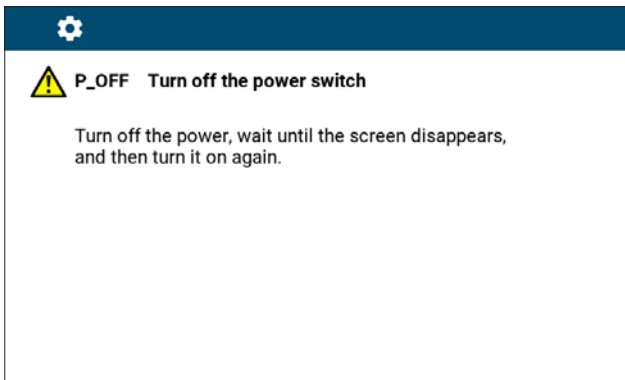 P_OFF Turn off the power switch
Turn off the power, wait until the screen disappears,
and then turn it on again.